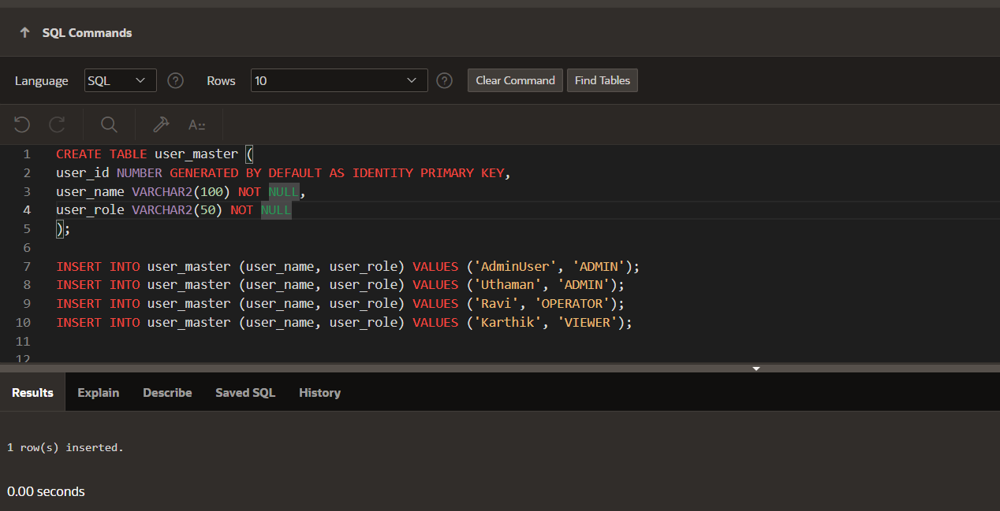 SQL Commands
Language SQL ? Rows 10 ? Clear Command Find Tables
A::
1 CREATE TABLE user_master (
2 user_id NUMBER GENERATED BY DEFAULT AS IDENTITY PRIMARY KEY,
3 user_name VARCHAR2(100) NOT NULL,
4 user_role VARCHAR2(50) NOT NULL
5 );
6
7 INSERT INTO user_master (user_name, user_role) VALUES ('AdminUser', 'ADMIN');
8 INSERT INTO user_master (user_name, user_role) VALUES ('Uthaman', 'ADMIN');
9 INSERT INTO user_master (user_name, user_role) VALUES ('Ravi', 'OPERATOR');
10 INSERT INTO user_master (user_name, user_role) VALUES ('Karthik', 'VIEWER');
11
12
Results Explain Describe Saved SQL History
1 row(s) inserted.
0.00 seconds